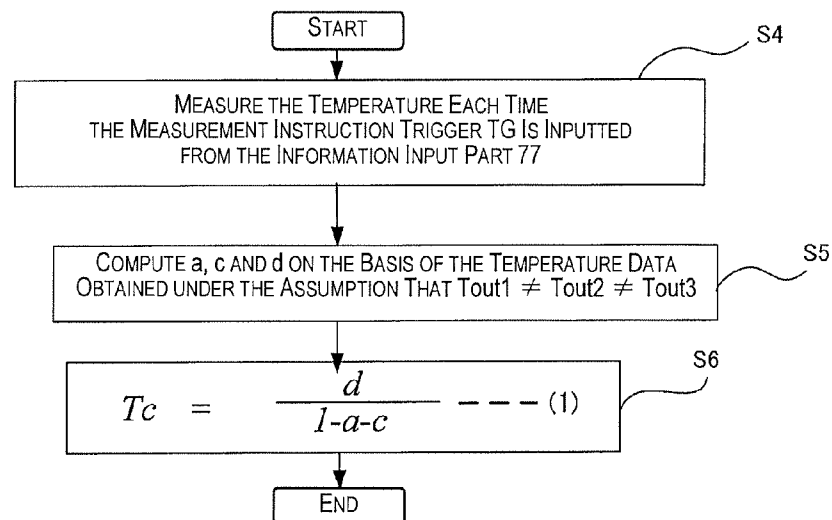 START
S4
MEASURE THE TEMPERATURE EACH TIME
THE MEASUREMENT INSTRUCTION TRIGGER TG IS INPUTTED
FROM THE INFORMATION INPUT PART 77
COMPUTE a, c AND d ON THE BASIS OF THE TEMPERATURE DATA
OBTAINED UNDER THE ASSUMPTION THAT Tout1 ≠ Tout2 ≠ Tout3
S5
S6
Tc = d / 1-a-c --- (1)
END